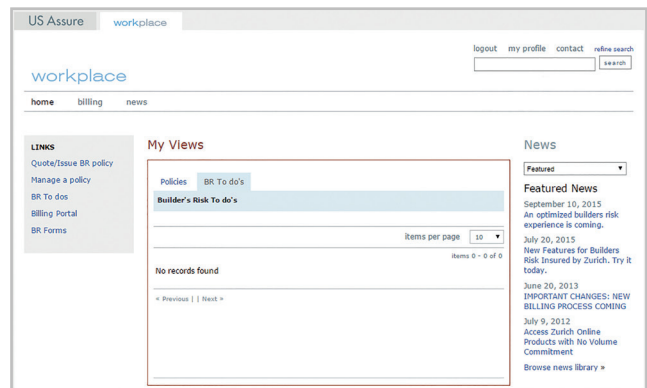 US Assure workplace
logout my profile contact refine search
search
workplace
home billing news
LINKS
Quote/Issue BR policy
Manage a policy
BR To dos
Billing Portal
BR Forms
My Views
Policies BR To do's
Builder's Risk To do's
items per page 10
items 0 - 0 of 0
No records found
« Previous | | Next »
News
Featured
Featured News
September 10, 2015
An optimized builders risk
experience is coming.
July 20, 2015
New Features for Builders
Risk Insured by Zurich. Try it
today.
June 20, 2013
IMPORTANT CHANGES: NEW
BILLING PROCESS COMING
July 9, 2012
Access Zurich Online
Products with No Volume
Commitment
Browse news library »